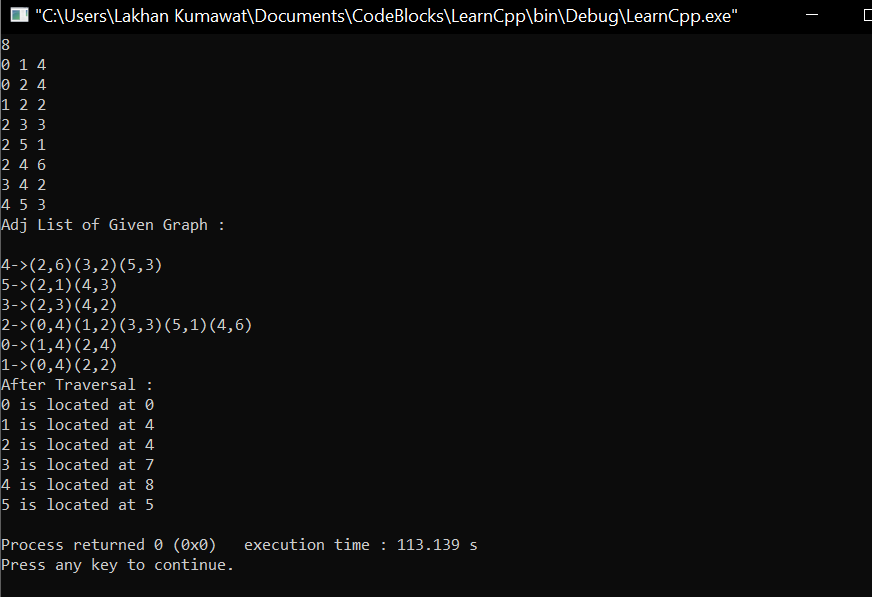 "C:\Users\Lakhan Kumawat\Documents\CodeBlocks\LearnCpp\bin\Debug\LearnCpp.exe"
8
0 1 4
0 2 4
1 2 2
2 3 3
2 5 1
2 4 6
3 4 2
4 5 3
Adj List of Given Graph :
4->(2,6)(3,2)(5,3)
5->(2,1)(4,3)
3->(2,3)(4,2)
2->(0,4)(1,2)(3,3)(5,1)(4,6)
0->(1,4)(2,4)
1->(0,4)(2,2)
After Traversal :
0 is located at 0
1 is located at 4
2 is located at 4
3 is located at 7
4 is located at 8
5 is located at 5
Process returned 0 (0x0)   execution time : 113.139 s
Press any key to continue.